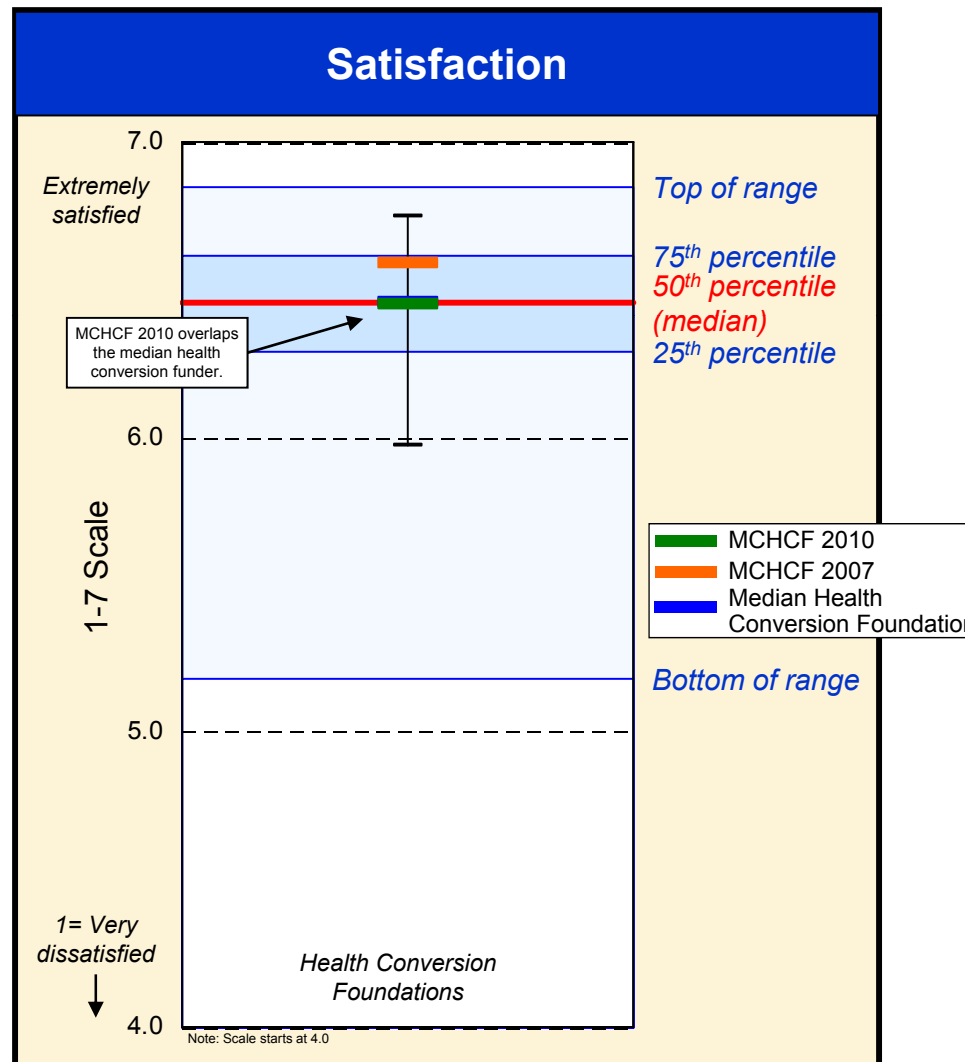 Satisfaction
7.0
Extremely
satisfied
Top of range
75th percentile
50th percentile
(median)
25th percentile
MCHCF 2010 overlaps
the median health
conversion funder.
6.0
1-7 Scale
MCHCF 2010
MCHCF 2007
Median Health
Conversion Foundation
Bottom of range
5.0
1= Very
dissatisfied
Health Conversion
Foundations
4.0
Note: Scale starts at 4.0